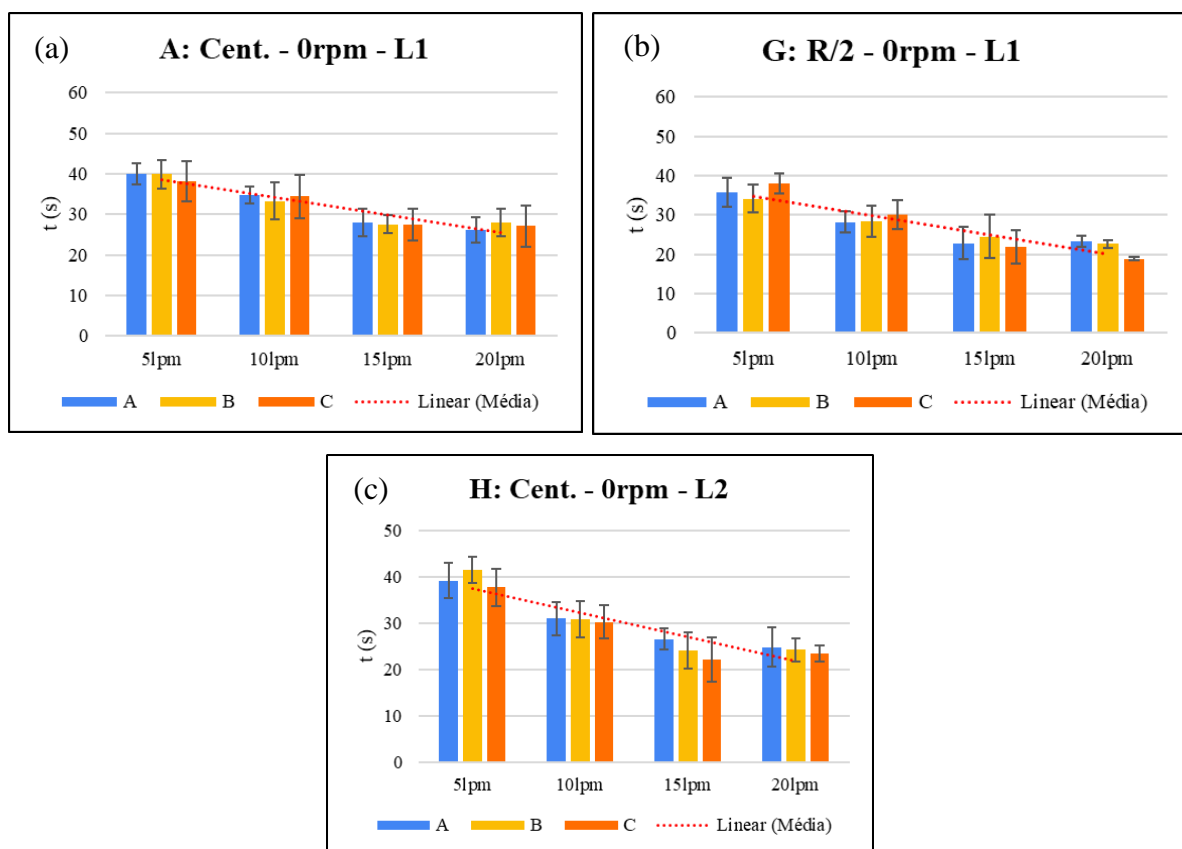 (a)
A: Cent. - 0rpm - L1
t (s)
60
50
40
30
20
10
0
5lpm 10lpm 15lpm 20lpm
A B C Linear (Média)
(b)
G: R/2 - 0rpm - L1
t (s)
60
50
40
30
20
10
0
5lpm 10lpm 15lpm 20lpm
A B C Linear (Média)
(c)
H: Cent. - 0rpm - L2
t (s)
50
40
30
20
10
0
5lpm 10lpm 15lpm 20lpm
A B C Linear (Média)